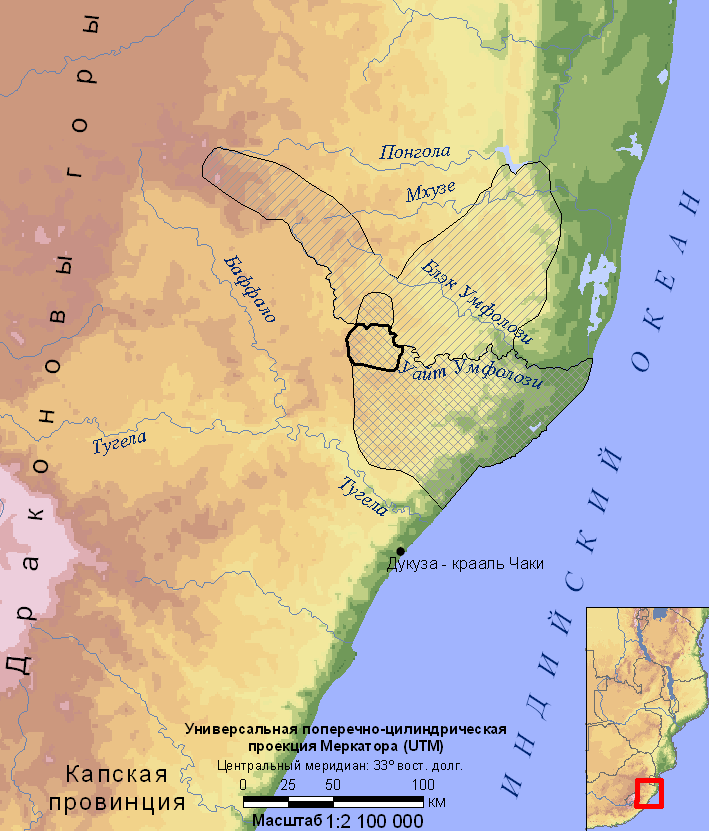 Драконовы горы
Понгола
Мхузе
Баффало
Блэк Умфолози
Уайт Умфолози
Тугела
Тугела
Дукуза - крааль Чаки
ИНДИЙСКИЙ ОКЕАН
Универсальная поперечно-цилиндрическая
проекция Меркатора (UTM)
Центральный меридиан: 33° вост. долг.
0 25 50 100
км
Масштаб 1:2 100 000
Капская
провинция